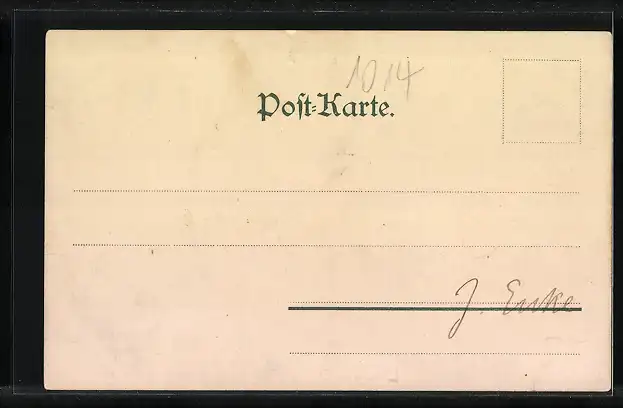 1014
Post=Karte.
J. Enke